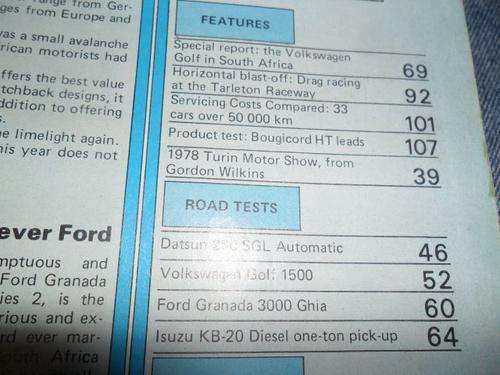 range from Ger-
ges from Europe and
was a small avalanche
rican motorists had
ffers the best value
tchback designs, it
ddition to offering
s.
e limelight again.
his year does not
ever Ford
mptuous and
Ford Granada
ies 2, is the
rious and ex-
rd ever mar-
South Africa
FEATURES
Special report: the Volkswagen
Golf in South Africa 69
Horizontal blast-off: Drag racing
at the Tarleton Raceway 92
Servicing Costs Compared: 33
cars over 50 000 km 101
Product test: Bougicord HT leads 107
1978 Turin Motor Show, from
Gordon Wilkins 39
ROAD TESTS
Datsun SGL Automatic 46
Volkswagen Golf 1500 52
Ford Granada 3000 Ghia 60
Isuzu KB-20 Diesel one-ton pick-up 64